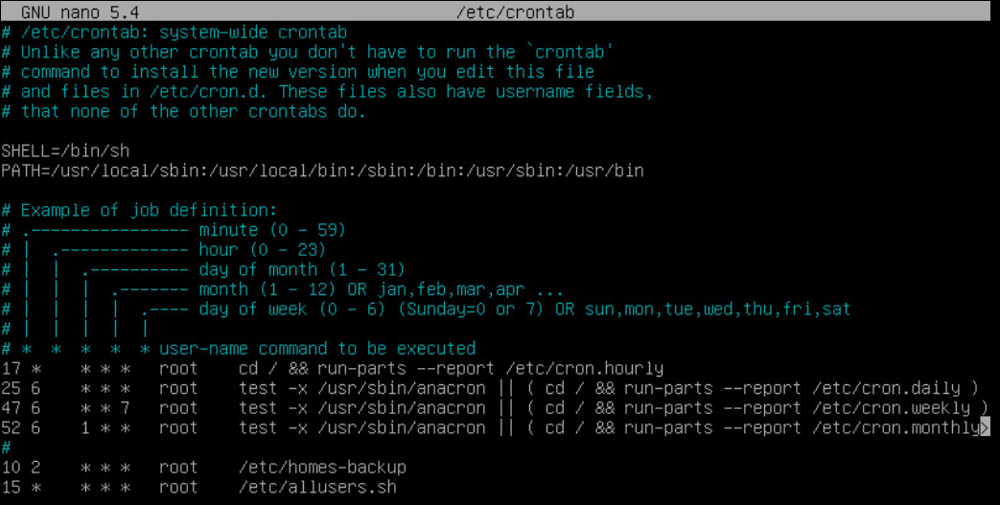 GNU nano 5.4 /etc/crontab
# /etc/crontab: system-wide crontab
# Unlike any other crontab you don't have to run the `crontab'
# command to install the new version when you edit this file
# and files in /etc/cron.d. These files also have username fields,
# that none of the other crontabs do.

SHELL=/bin/sh
PATH=/usr/local/sbin:/usr/local/bin:/sbin:/bin:/usr/sbin:/usr/bin

# Example of job definition:
# .---------------- minute (0 - 59)
# |  .------------- hour (0 - 23)
# |  |  .---------- day of month (1 - 31)
# |  |  |  .------- month (1 - 12) OR jan,feb,mar,apr ...
# |  |  |  |  .---- day of week (0 - 6) (Sunday=0 or 7) OR sun,mon,tue,wed,thu,fri,sat
# |  |  |  |  |
# *  *  *  *  * user-name command to be executed
17 *    * * *   root    cd / && run-parts --report /etc/cron.hourly
25 6    * * *   root    test -x /usr/sbin/anacron || ( cd / && run-parts --report /etc/cron.daily )
47 6    * * 7   root    test -x /usr/sbin/anacron || ( cd / && run-parts --report /etc/cron.weekly )
52 6    1 * *   root    test -x /usr/sbin/anacron || ( cd / && run-parts --report /etc/cron.monthly>
#
10 2    * * *   root    /etc/homes-backup
15 *    * * *   root    /etc/allusers.sh